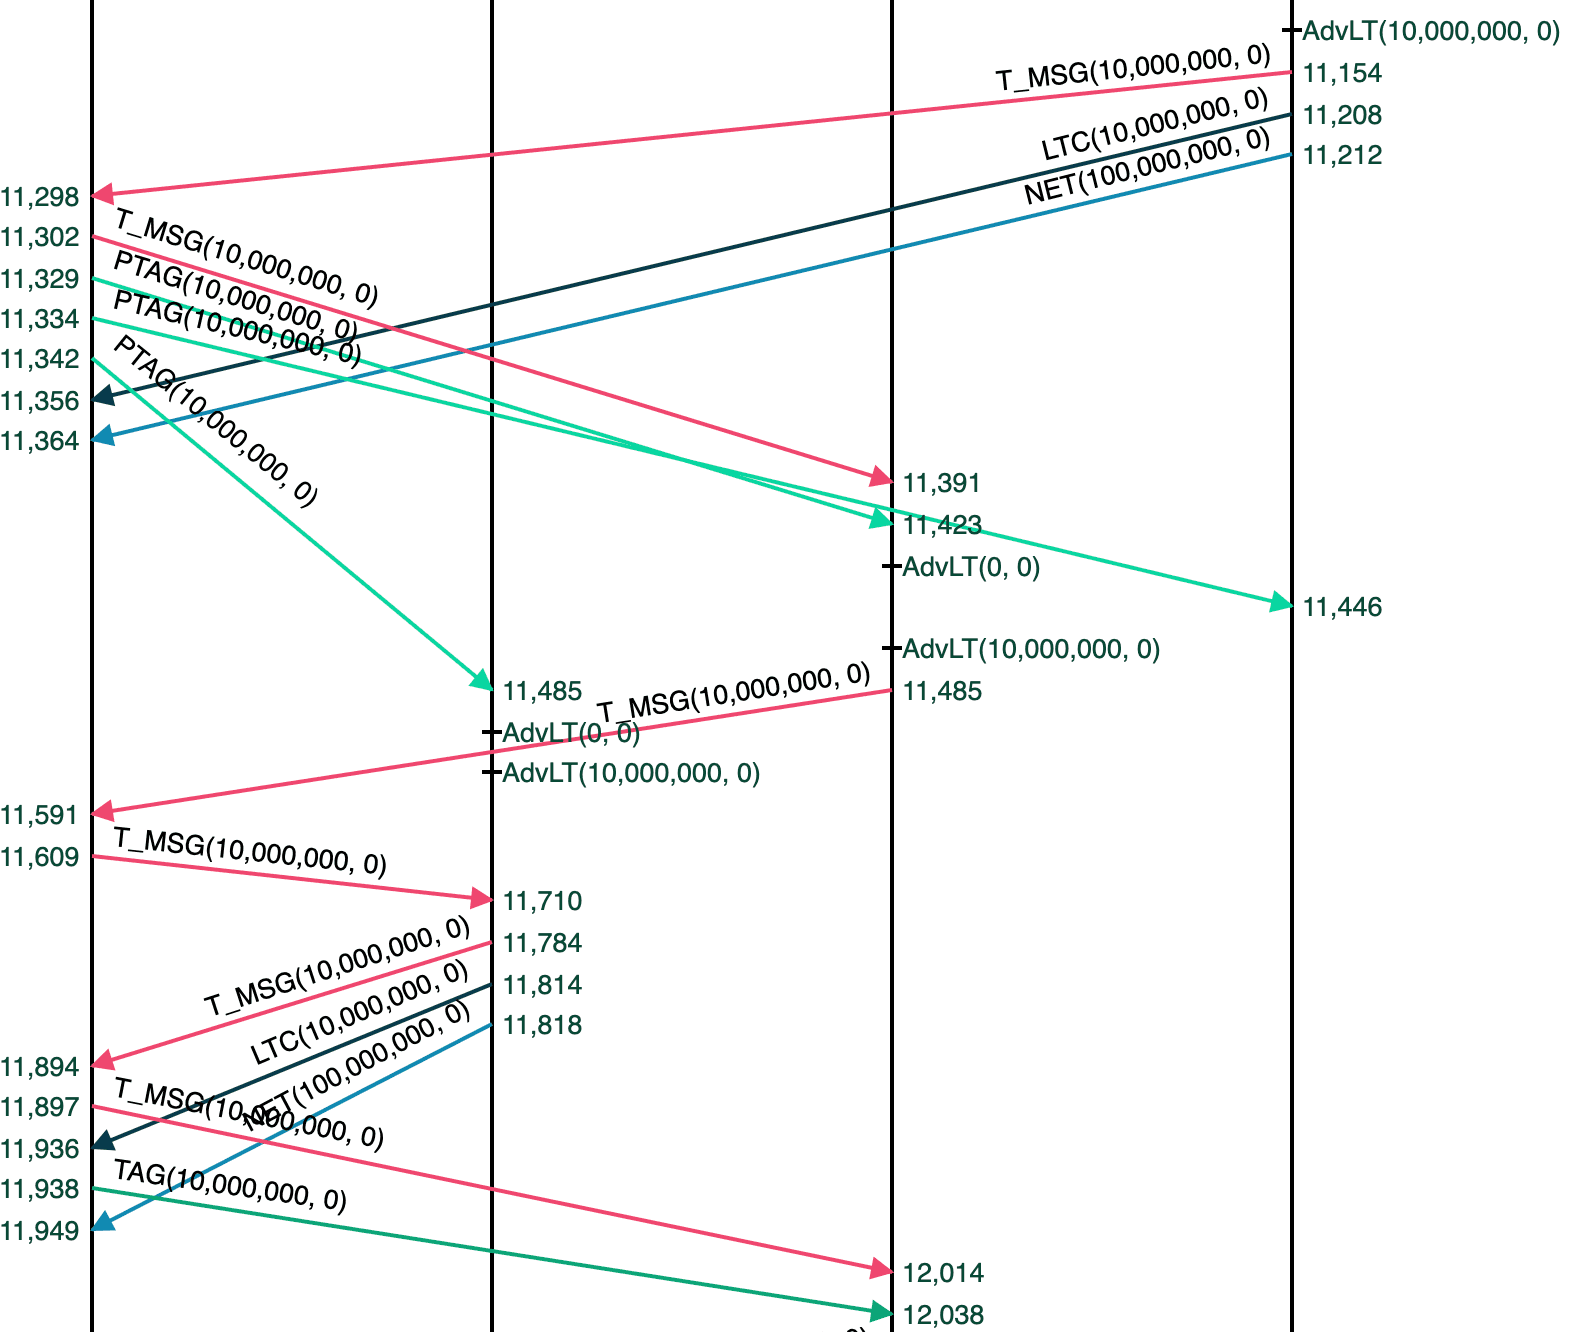 AdvLT(10,000,000, 0)
T_MSG(10,000,000, 0)
11,154
LTC(10,000,000, 0)
11,208
NET(100,000,000, 0)
11,212
11,298
T_MSG(10,000,000, 0)
11,302
PTAG(10,000,000, 0)
11,329
PTAG(10,000,000, 0)
11,334
PTAG(10,000,000, 0)
11,342
11,356
11,364
11,391
11,423
AdvLT(0, 0)
11,446
AdvLT(10,000,000, 0)
11,485
T_MSG(10,000,000, 0)
11,485
AdvLT(0, 0)
AdvLT(10,000,000, 0)
11,591
T_MSG(10,000,000, 0)
11,609
11,710
T_MSG(10,000,000, 0)
11,784
LTC(10,000,000, 0)
11,814
NET(100,000,000, 0)
11,818
11,894
T_MSG(10,000,000, 0)
11,897
11,936
TAG(10,000,000, 0)
11,938
11,949
12,014
12,038